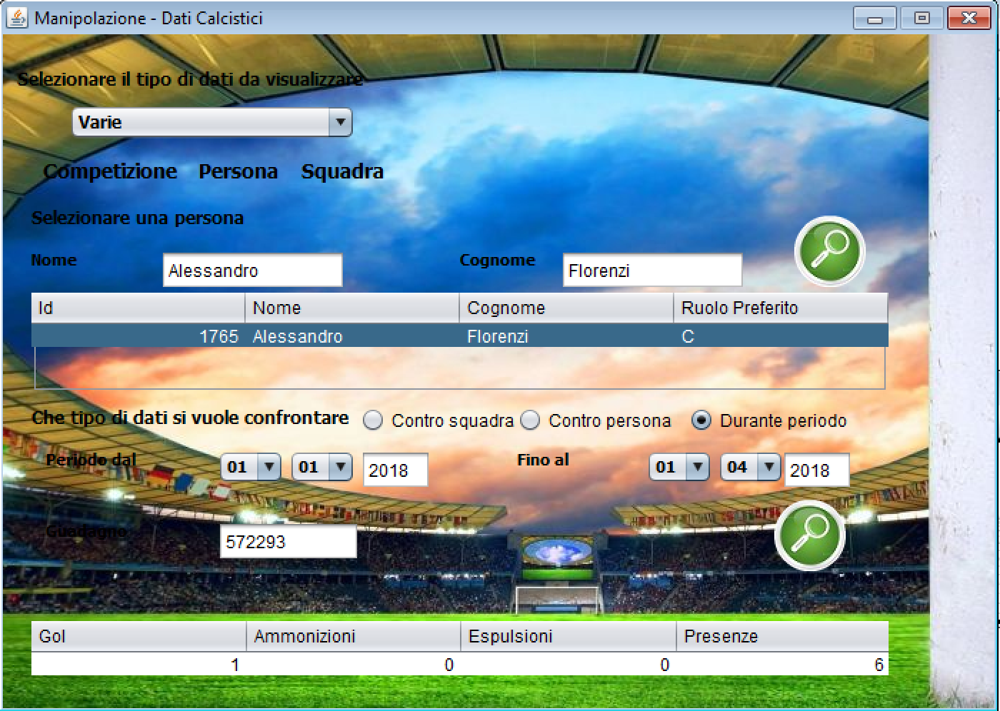 Manipolazione - Dati Calcistici
Selezionare il tipo di dati da visualizzare
Varie
Competizione Persona Squadra
Selezionare una persona
Nome Alessandro Cognome Florenzi
Id Nome Cognome Ruolo Preferito
1765 Alessandro Florenzi C
Che tipo di dati si vuole confrontare Contro squadra Contro persona Durante periodo
Periodo dal 01 01 2018 Fino al 01 04 2018
Guadagno 572293
Gol Ammonizioni Espulsioni Presenze
1 0 0 6